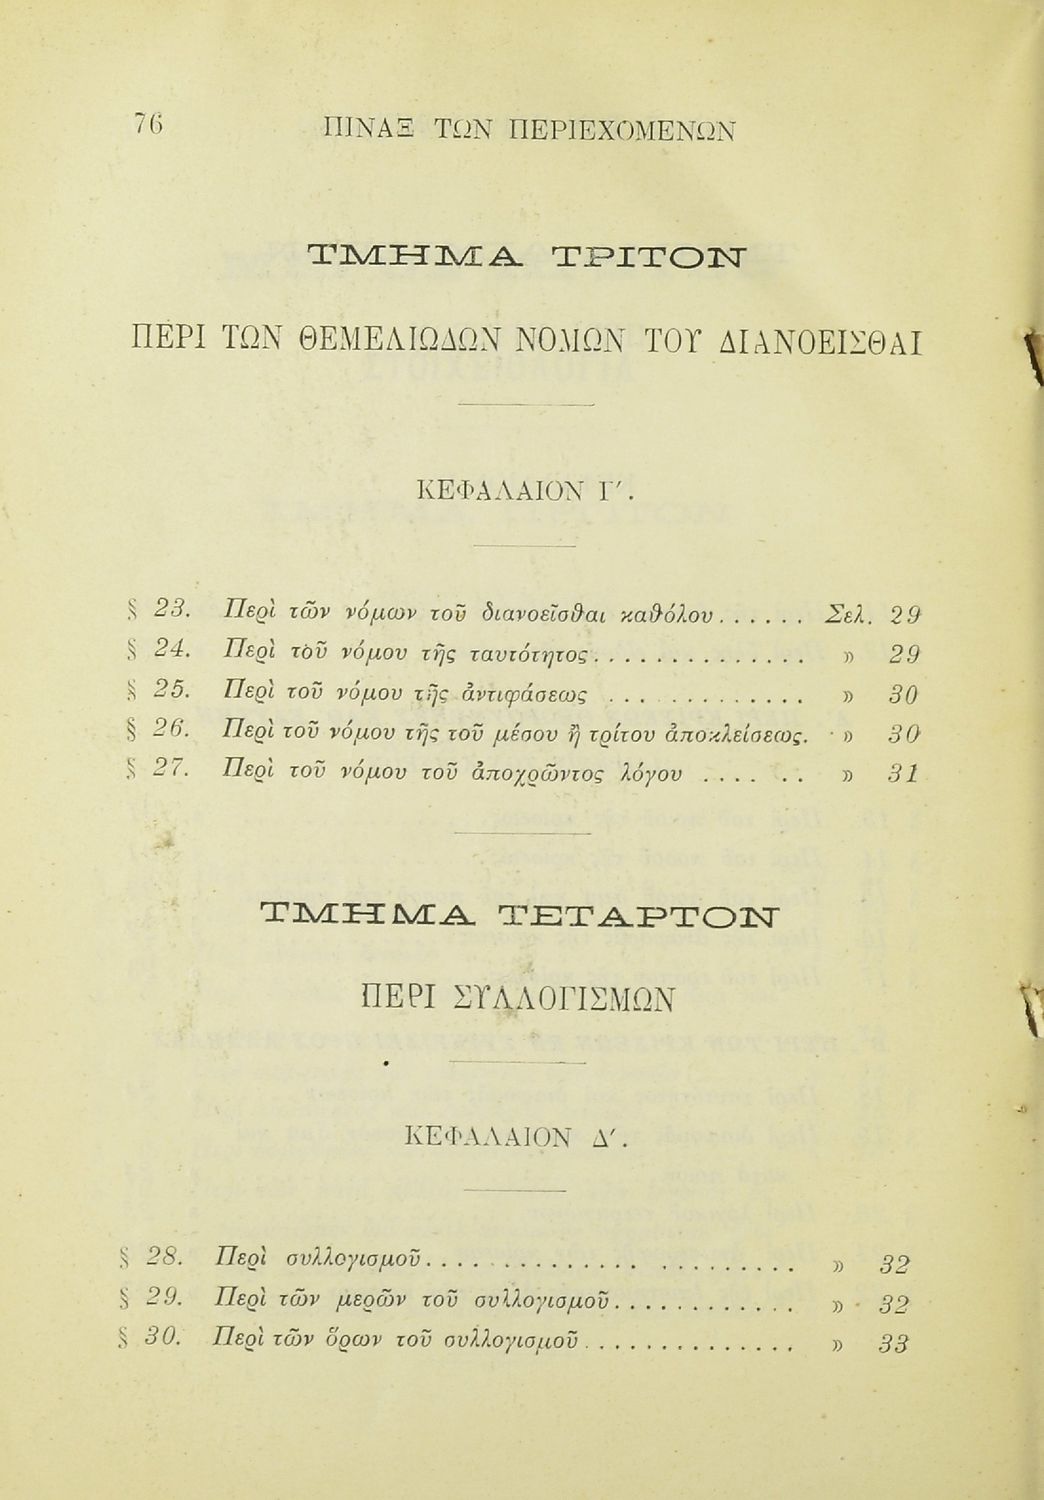 76 ΠΙΝΑΞ ΤΩΝ ΠΕΡΙΕΧΟΜΕΝΩΝ
ΤΜΗΜΑ ΤΡΙΤΟΝ
ΠΕΡΙ ΤΩΝ ΘΕΜΕΛΙΩΔΩΝ ΝΟΜΩΝ ΤΟΥ ΔΙΑΝΟΕΙΣΘΑΙ
ΚΕΦΑΛΑΙΟΝ Γ′.
§ 23. Περὶ τῶν νόμων τοῦ διανοεῖσθαι καθόλου...... Σελ. 29
§ 24. Περὶ τοῦ νόμου τῆς ταυτότητος.............. » 29
§ 25. Περὶ τοῦ νόμου τῆς ἀντιφάσεως ............. » 30
§ 26. Περὶ τοῦ νόμου τῆς τοῦ μέσου ἢ τρίτου ἀποκλείσεως. » 30
§ 27. Περὶ τοῦ νόμου τοῦ ἀποχρῶντος λόγου ....... » 31
ΤΜΗΜΑ ΤΕΤΑΡΤΟΝ
ΠΕΡΙ ΣΥΛΛΟΓΙΣΜΩΝ
ΚΕΦΑΛΑΙΟΝ Δ′.
§ 28. Περὶ συλλογισμοῦ........................ » 32
§ 29. Περὶ τῶν μερῶν τοῦ συλλογισμοῦ............ » 32
§ 30. Περὶ τῶν ὅρων τοῦ συλλογισμοῦ.............. » 33